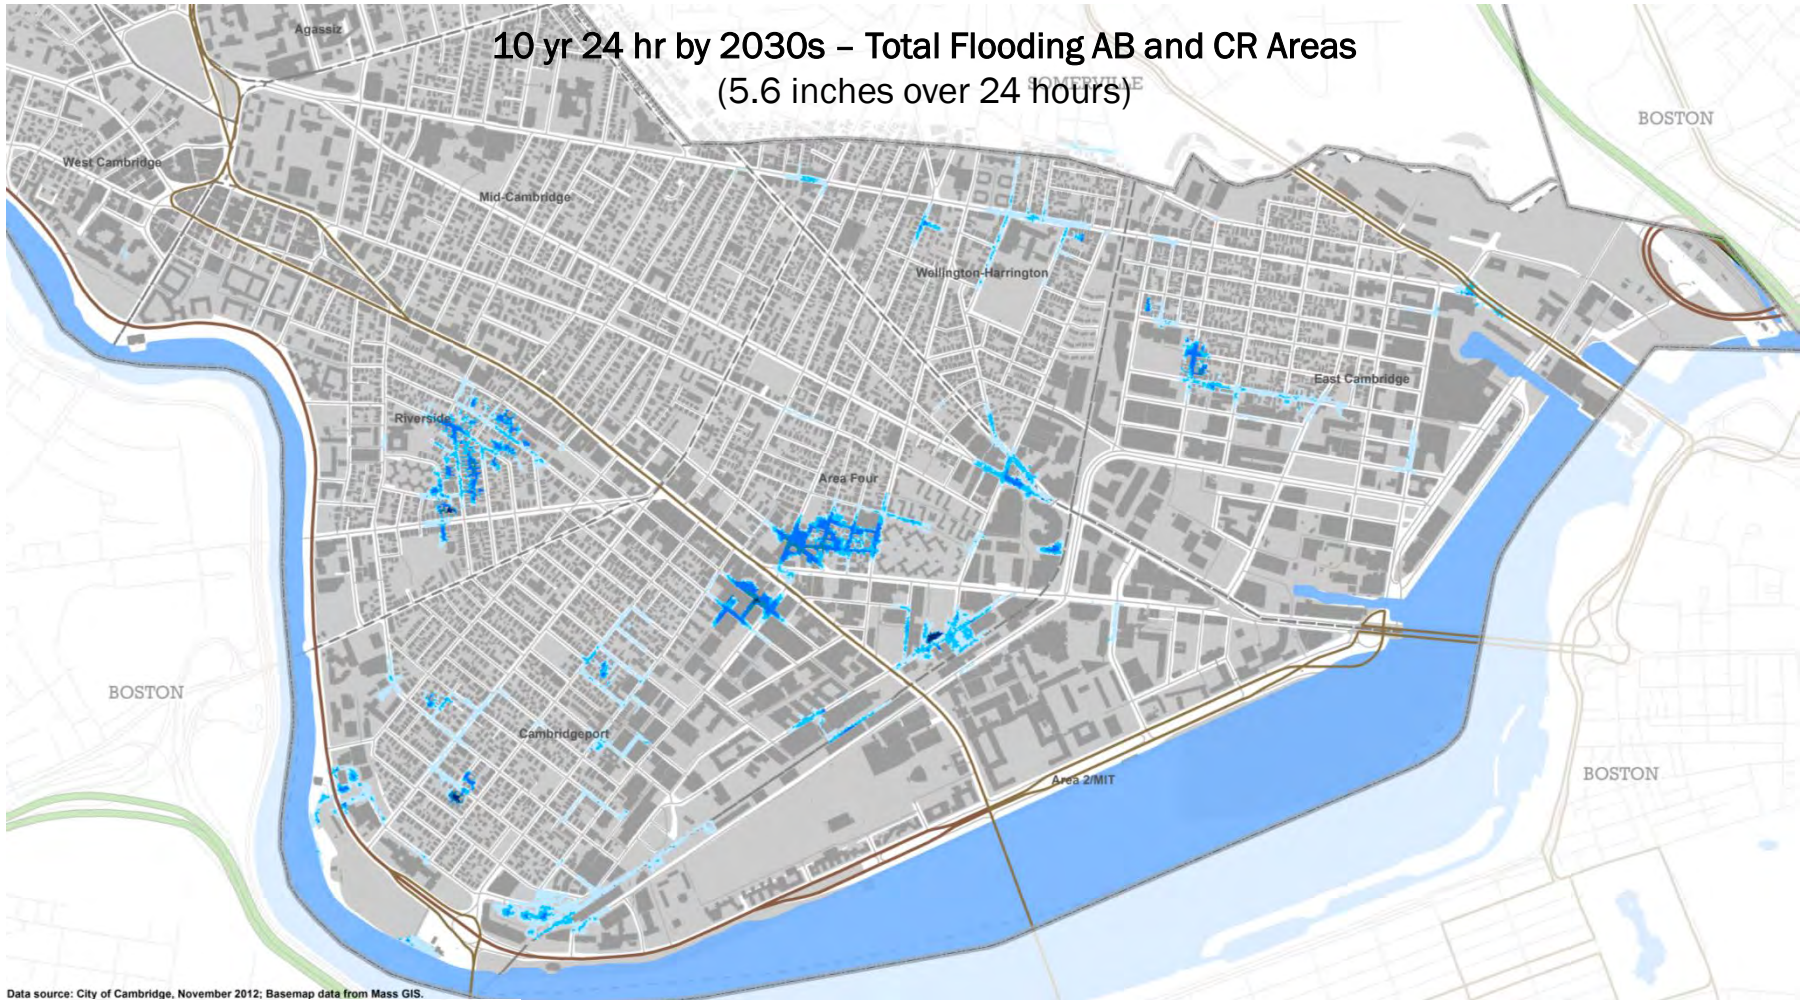 Agassiz
10 yr 24 hr by 2030s – Total Flooding AB and CR Areas
SOMERVILLE
(5.6 inches over 24 hours)
BOSTON
West Cambridge
Mid-Cambridge
Wellington-Harrington
East Cambridge
Riverside
Area Four
BOSTON
Cambridgeport
Area 2/MIT
BOSTON
Data source: City of Cambridge, November 2012; Basemap data from Mass GIS.